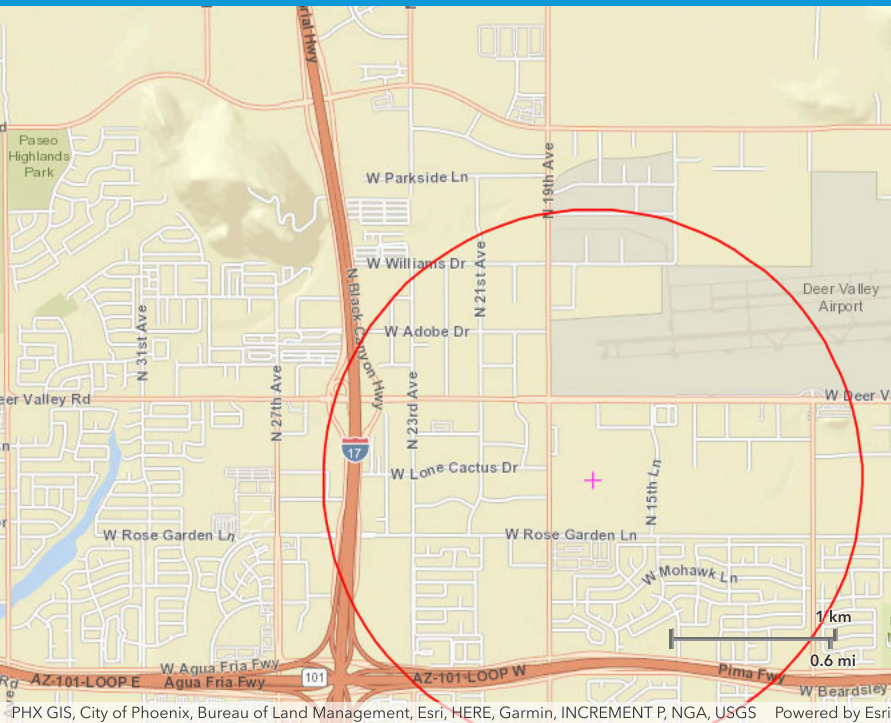 rial Hwy
Paseo
Highlands
Park
W Parkside Ln
N 19th Ave
W Williams Dr
N 21st Ave
N Black Canyon Hwy
Deer Valley
Airport
N 31st Ave
W Adobe Dr
N 27th Ave
N 23rd Ave
eer Valley Rd
W Deer V
17
W Lone Cactus Dr
N 15th Ln
W Rose Garden Ln
W Rose Garden Ln
W Mohawk Ln
1 km
0.6 mi
W Agua Fria Fwy
101
AZ-101-LOOP W
Pima Fwy
Rd
AZ-101-LOOP E
Agua Fria Fwy
W Beardsley
PHX GIS, City of Phoenix, Bureau of Land Management, Esri, HERE, Garmin, INCREMENT P, NGA, USGS
Powered by Esr